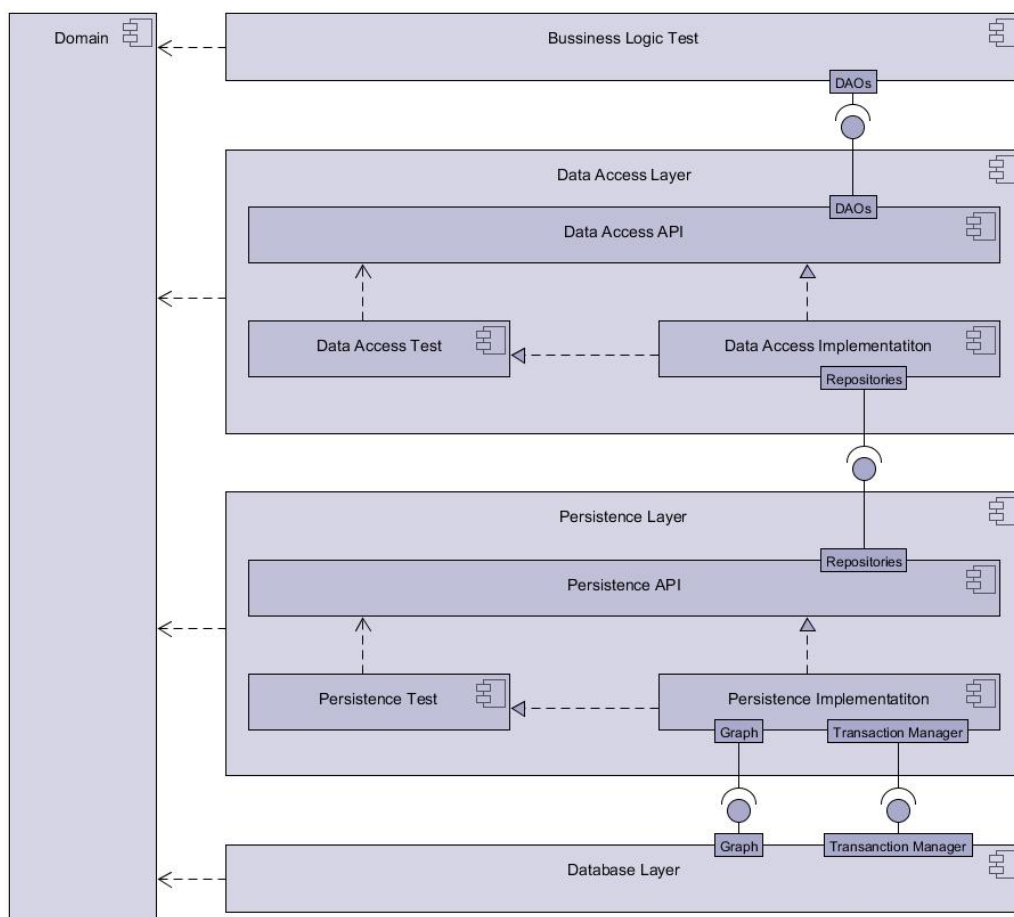 Domain
Bussiness Logic Test
DAOs
Data Access Layer
DAOs
Data Access API
Data Access Test
Data Access Implementatiton
Repositories
Persistence Layer
Repositories
Persistence API
Persistence Test
Persistence Implementatiton
Graph
Transaction Manager
Graph
Transanction Manager
Database Layer